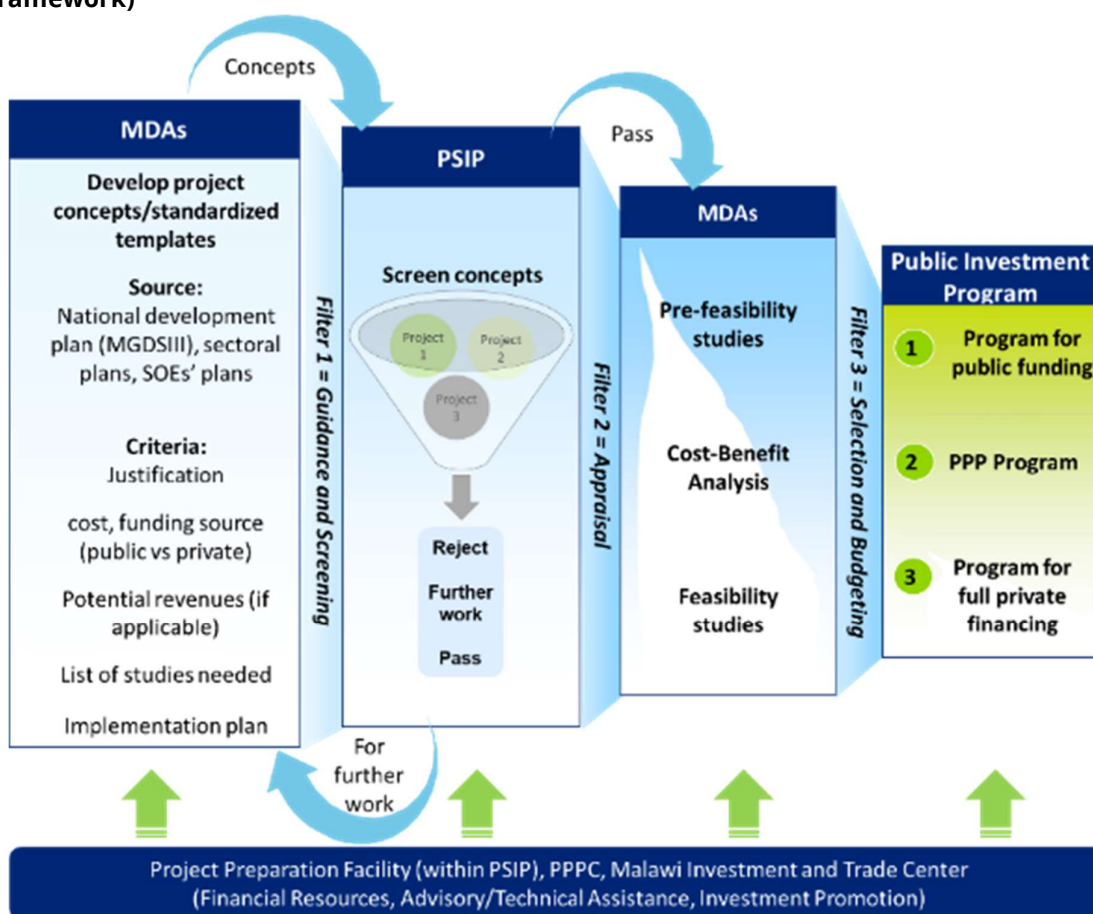 ramework)
Concepts
MDAs
Develop project
concepts/standardized
templates
Source:
National development
plan (MGDSIII), sectoral
plans, SOEs’ plans
Criteria:
Justification
cost, funding source
(public vs private)
Potential revenues (if
applicable)
List of studies needed
Implementation plan
Filter 1 = Guidance and Screening
PSIP
Screen concepts
Project
1
Project
2
Project
3
Reject
Further
work
Pass
For
further
work
Pass
Filter 2 = Appraisal
MDAs
Pre-feasibility
studies
Cost-Benefit
Analysis
Feasibility
studies
Filter 3 = Selection and Budgeting
Public Investment
Program
1 Program for
public funding
2 PPP Program
3 Program for
full private
financing
Project Preparation Facility (within PSIP), PPPC, Malawi Investment and Trade Center
(Financial Resources, Advisory/Technical Assistance, Investment Promotion)